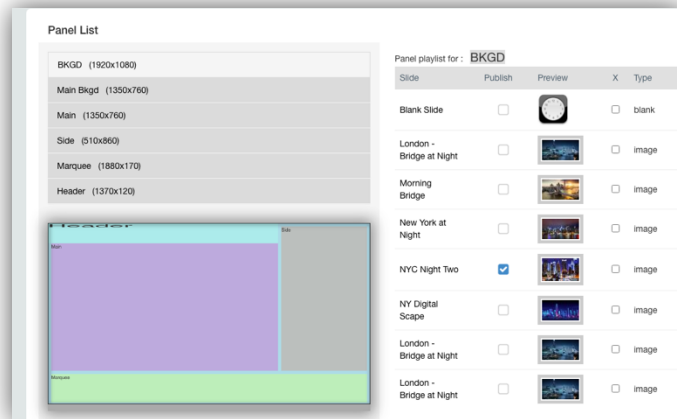 Panel List
BKGD (1920x1080)
Main Bkgd (1350x760)
Main (1350x760)
Side (510x860)
Marquee (1880x170)
Header (1370x120)
Header
Side
Main
Marquee
Panel playlist for : BKGD
Slide Publish Preview X Type
Blank Slide blank
London -
Bridge at Night image
Morning
Bridge image
New York at
Night image
NYC Night Two image
NY Digital
Scape image
London -
Bridge at Night image
London -
Bridge at Night image